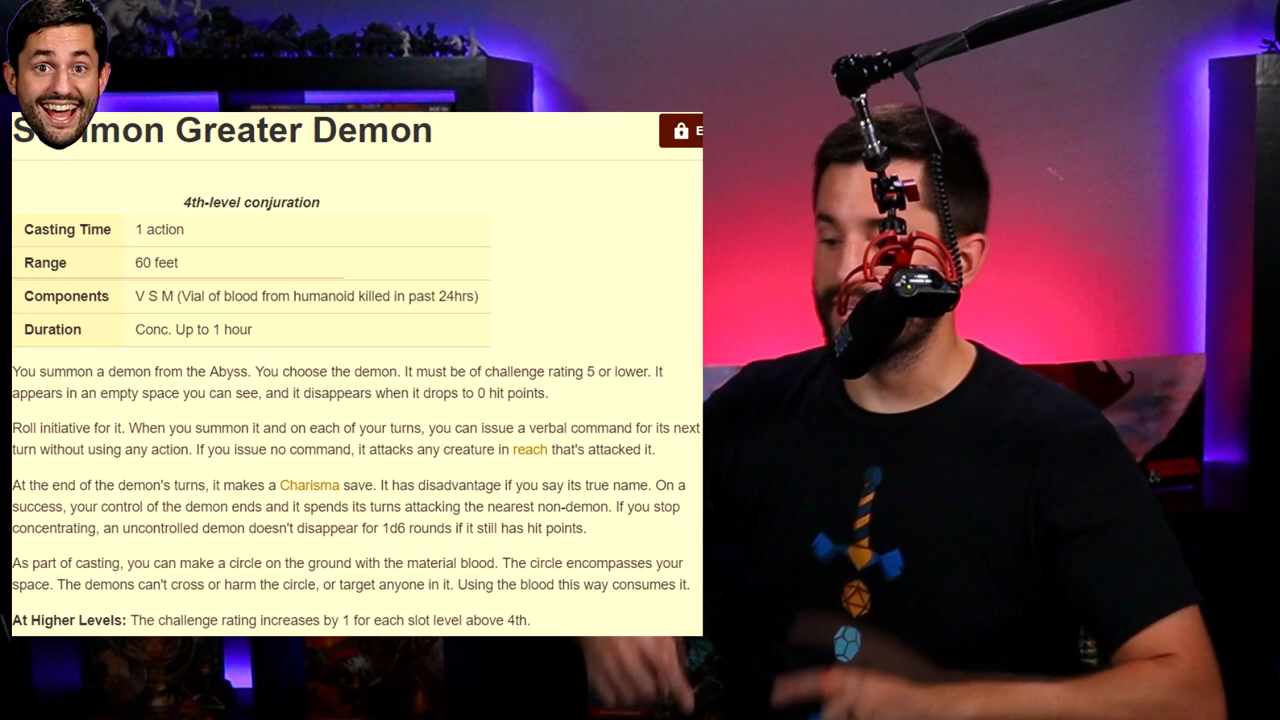 Summon Greater Demon
E
4th-level conjuration
Casting Time 1 action
Range 60 feet
Components V S M (Vial of blood from humanoid killed in past 24hrs)
Duration Conc. Up to 1 hour
You summon a demon from the Abyss. You choose the demon. It must be of challenge rating 5 or lower. It
appears in an empty space you can see, and it disappears when it drops to 0 hit points.
Roll initiative for it. When you summon it and on each of your turns, you can issue a verbal command for its next
turn without using any action. If you issue no command, it attacks any creature in reach that's attacked it.
At the end of the demon's turns, it makes a Charisma save. It has disadvantage if you say its true name. On a
success, your control of the demon ends and it spends its turns attacking the nearest non-demon. If you stop
concentrating, an uncontrolled demon doesn't disappear for 1d6 rounds if it still has hit points.
As part of casting, you can make a circle on the ground with the material blood. The circle encompasses your
space. The demons can't cross or harm the circle, or target anyone in it. Using the blood this way consumes it.
At Higher Levels: The challenge rating increases by 1 for each slot level above 4th.